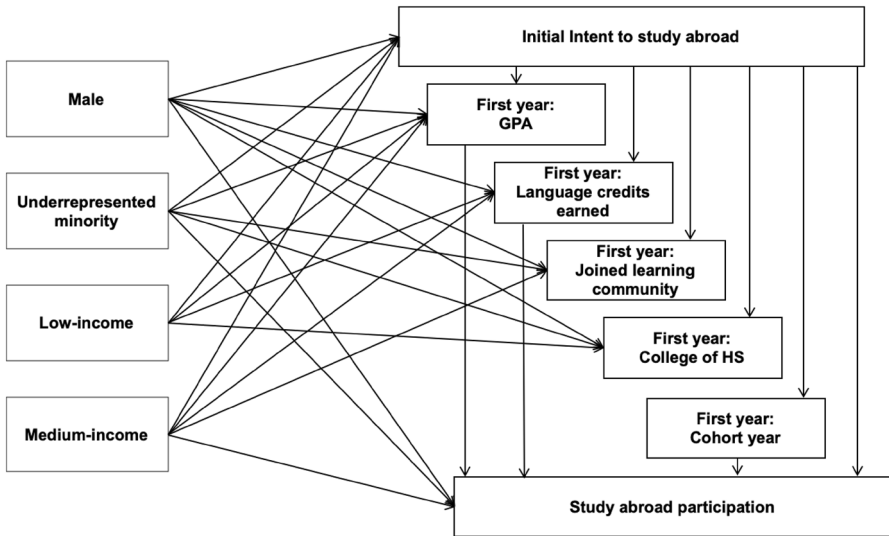 Initial Intent to study abroad
Male
First year:
GPA
Underrepresented
minority
First year:
Language credits
earned
First year:
Joined learning
community
Low-income
First year:
College of HS
Medium-income
First year:
Cohort year
Study abroad participation